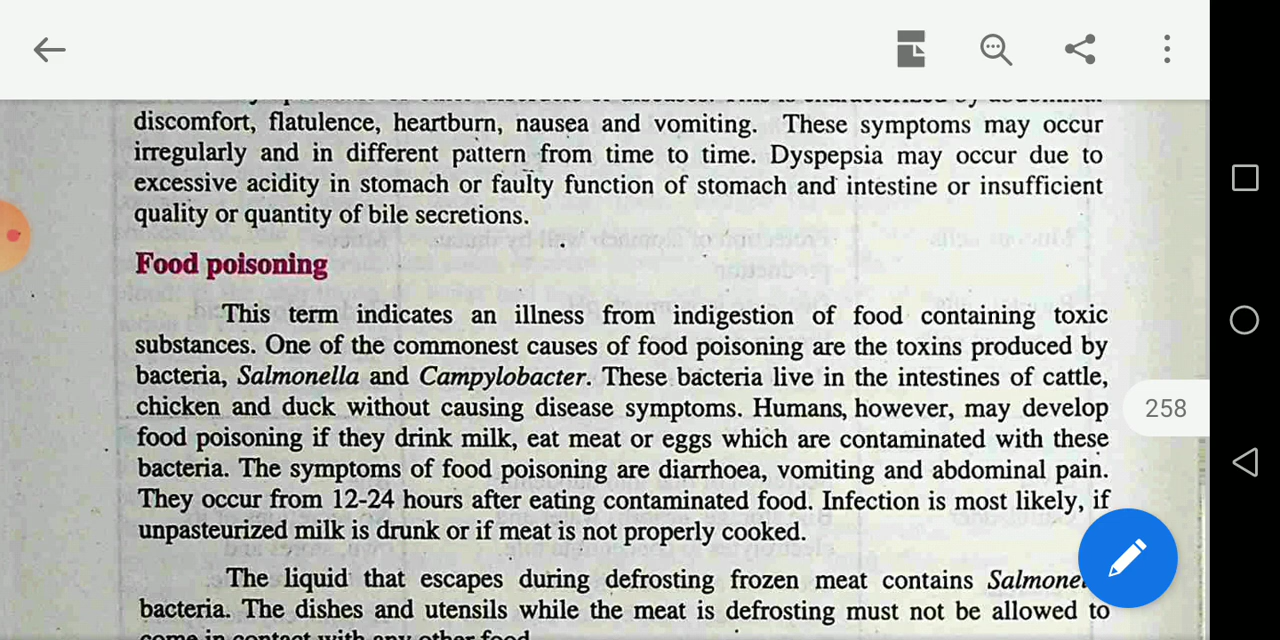 discomfort, flatulence, heartburn, nausea and vomiting. These symptoms may occur
irregularly and in different pattern from time to time. Dyspepsia may occur due to
excessive acidity in stomach or faulty function of stomach and intestine or insufficient
quality or quantity of bile secretions.
Food poisoning
This term indicates an illness from indigestion of food containing toxic
substances. One of the commonest causes of food poisoning are the toxins produced by
bacteria, Salmonella and Campylobacter. These bacteria live in the intestines of cattle,
chicken and duck without causing disease symptoms. Humans, however, may develop
258
food poisoning if they drink milk, eat meat or eggs which are contaminated with these
bacteria. The symptoms of food poisoning are diarrhoea, vomiting and abdominal pain.
They occur from 12-24 hours after eating contaminated food. Infection is most likely, if
unpasteurized milk is drunk or if meat is not properly cooked.
The liquid that escapes during defrosting frozen meat contains
bacteria. The dishes and utensils while the meat is defrosting must not be allowed to
come in contact with any other food.